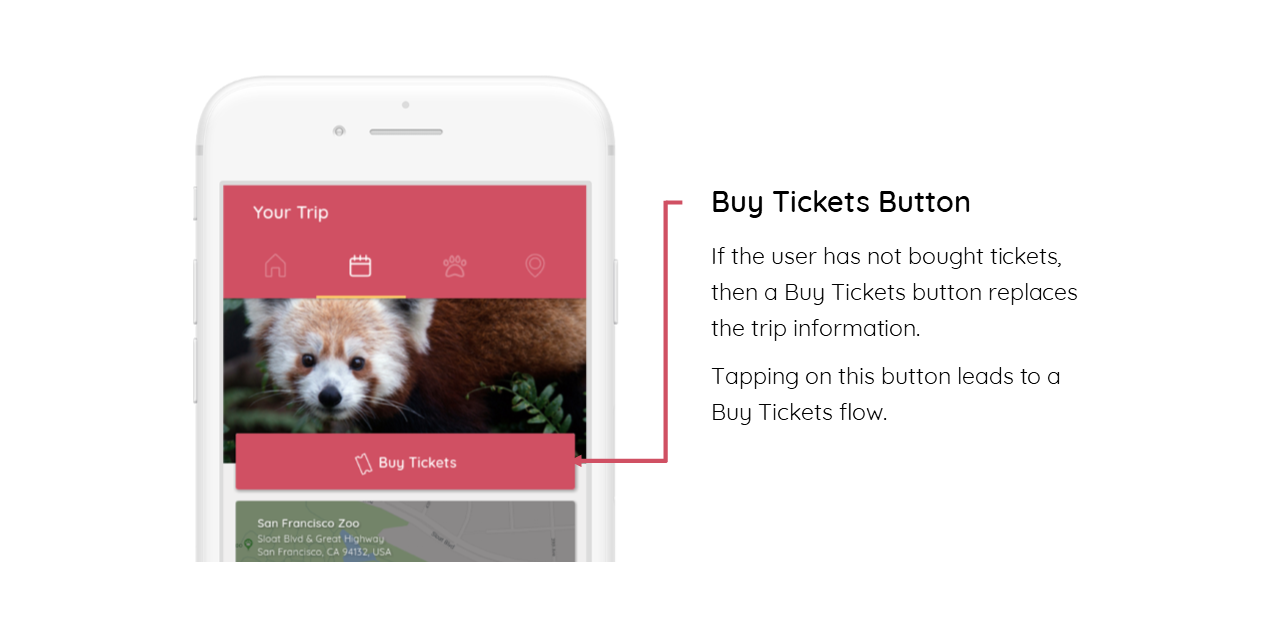 Your Trip
Buy Tickets
San Francisco Zoo
Sloat Blvd & Great Highway
San Francisco, CA 94132, USA
Buy Tickets Button
If the user has not bought tickets,
then a Buy Tickets button replaces
the trip information.
Tapping on this button leads to a
Buy Tickets flow.